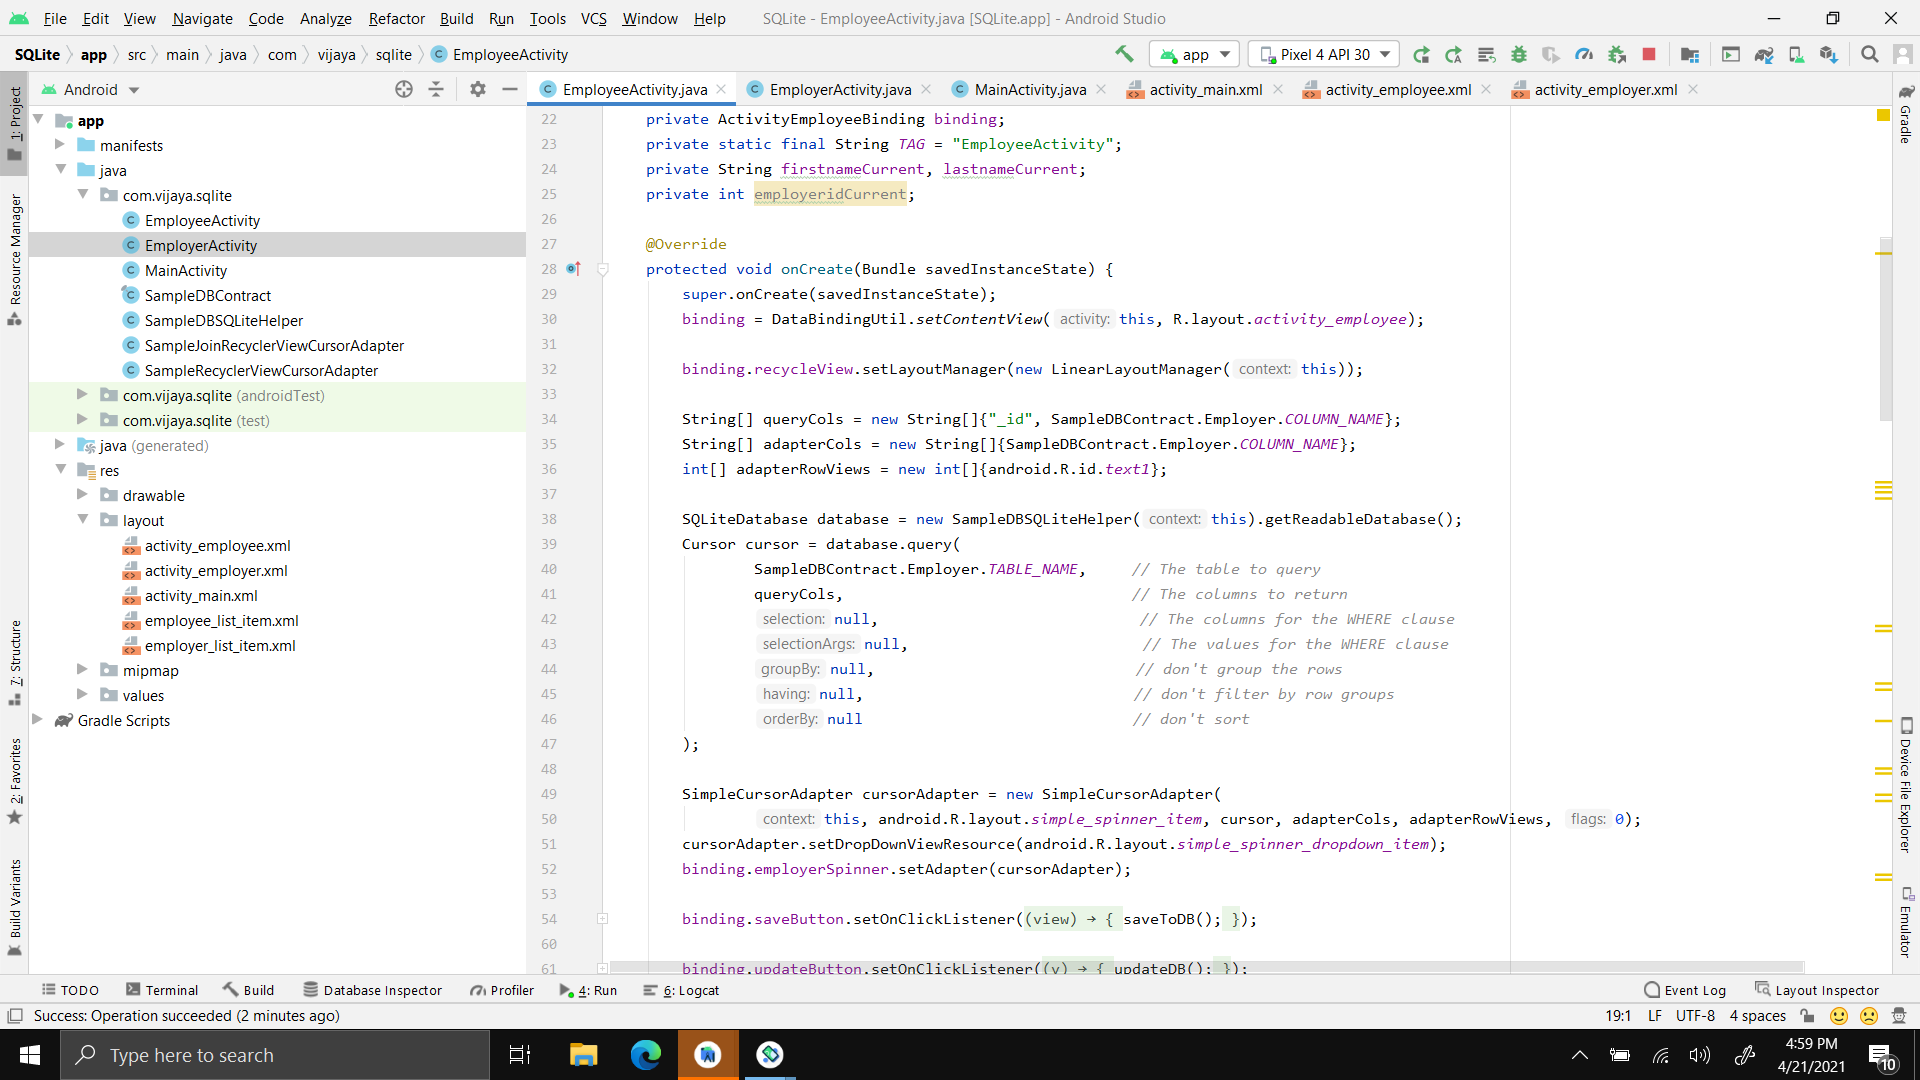 File Edit View Navigate Code Analyze Refactor Build Run Tools VCS Window Help SQLite - EmployeeActivity.java [SQLite.app] - Android Studio
SQLite app src main java com vijaya sqlite EmployeeActivity app Pixel 4 API 30
Android
EmployeeActivity.java EmployerActivity.java MainActivity.java activity_main.xml activity_employee.xml activity_employer.xml
1: Project
Resource Manager
7: Structure
2: Favorites
Build Variants
app
manifests
java
com.vijaya.sqlite
EmployeeActivity
EmployerActivity
MainActivity
SampleDBContract
SampleDBSQLiteHelper
SampleJoinRecyclerViewCursorAdapter
SampleRecyclerViewCursorAdapter
com.vijaya.sqlite (androidTest)
com.vijaya.sqlite (test)
java (generated)
res
drawable
layout
activity_employee.xml
activity_employer.xml
activity_main.xml
employee_list_item.xml
employer_list_item.xml
mipmap
values
Gradle Scripts
22 private ActivityEmployeeBinding binding;
23 private static final String TAG = "EmployeeActivity";
24 private String firstnameCurrent, lastnameCurrent;
25 private int employeridCurrent;
26
27 @Override
28 protected void onCreate(Bundle savedInstanceState) {
29 super.onCreate(savedInstanceState);
30 binding = DataBindingUtil.setContentView( activity: this, R.layout.activity_employee);
31
32 binding.recycleView.setLayoutManager(new LinearLayoutManager( context: this));
33
34 String[] queryCols = new String[]{"_id", SampleDBContract.Employer.COLUMN_NAME};
35 String[] adapterCols = new String[]{SampleDBContract.Employer.COLUMN_NAME};
36 int[] adapterRowViews = new int[]{android.R.id.text1};
37
38 SQLiteDatabase database = new SampleDBSQLiteHelper( context: this).getReadableDatabase();
39 Cursor cursor = database.query(
40 SampleDBContract.Employer.TABLE_NAME, // The table to query
41 queryCols, // The columns to return
42 selection: null, // The columns for the WHERE clause
43 selectionArgs: null, // The values for the WHERE clause
44 groupBy: null, // don't group the rows
45 having: null, // don't filter by row groups
46 orderBy: null // don't sort
47 );
48
49 SimpleCursorAdapter cursorAdapter = new SimpleCursorAdapter(
50 context: this, android.R.layout.simple_spinner_item, cursor, adapterCols, adapterRowViews, flags: 0);
51 cursorAdapter.setDropDownViewResource(android.R.layout.simple_spinner_dropdown_item);
52 binding.employerSpinner.setAdapter(cursorAdapter);
53
54 binding.saveButton.setOnClickListener((view) → { saveToDB(); });
60
61 binding.updateButton.setOnClickListener((v) → { updateDB(); });
Gradle
Device File Explorer
Emulator
TODO Terminal Build Database Inspector Profiler 4: Run 6: Logcat Event Log Layout Inspector
Success: Operation succeeded (2 minutes ago) 19:1 LF UTF-8 4 spaces
Type here to search
4:59 PM
4/21/2021
10